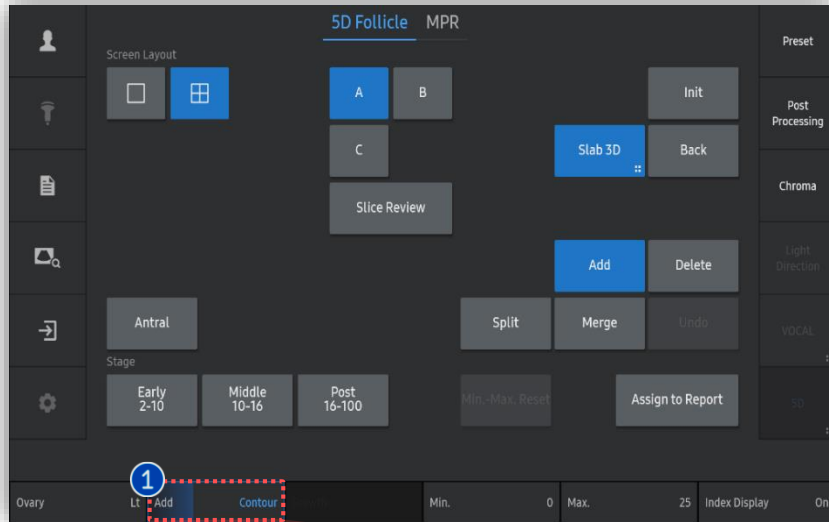 5D Follicle MPR
Screen Layout
A B
Init
C
Slab 3D Back
Slice Review
Add Delete
Antral
Split Merge Undo
Stage
Early
2-10
Middle
10-16
Post
16-100
Min.-Max. Reset
Assign to Report
Preset
Post
Processing
Chroma
Light
Direction
VOCAL
5D
1
Ovary Lt Add Contour Min. 0 Max. 25 Index Display On